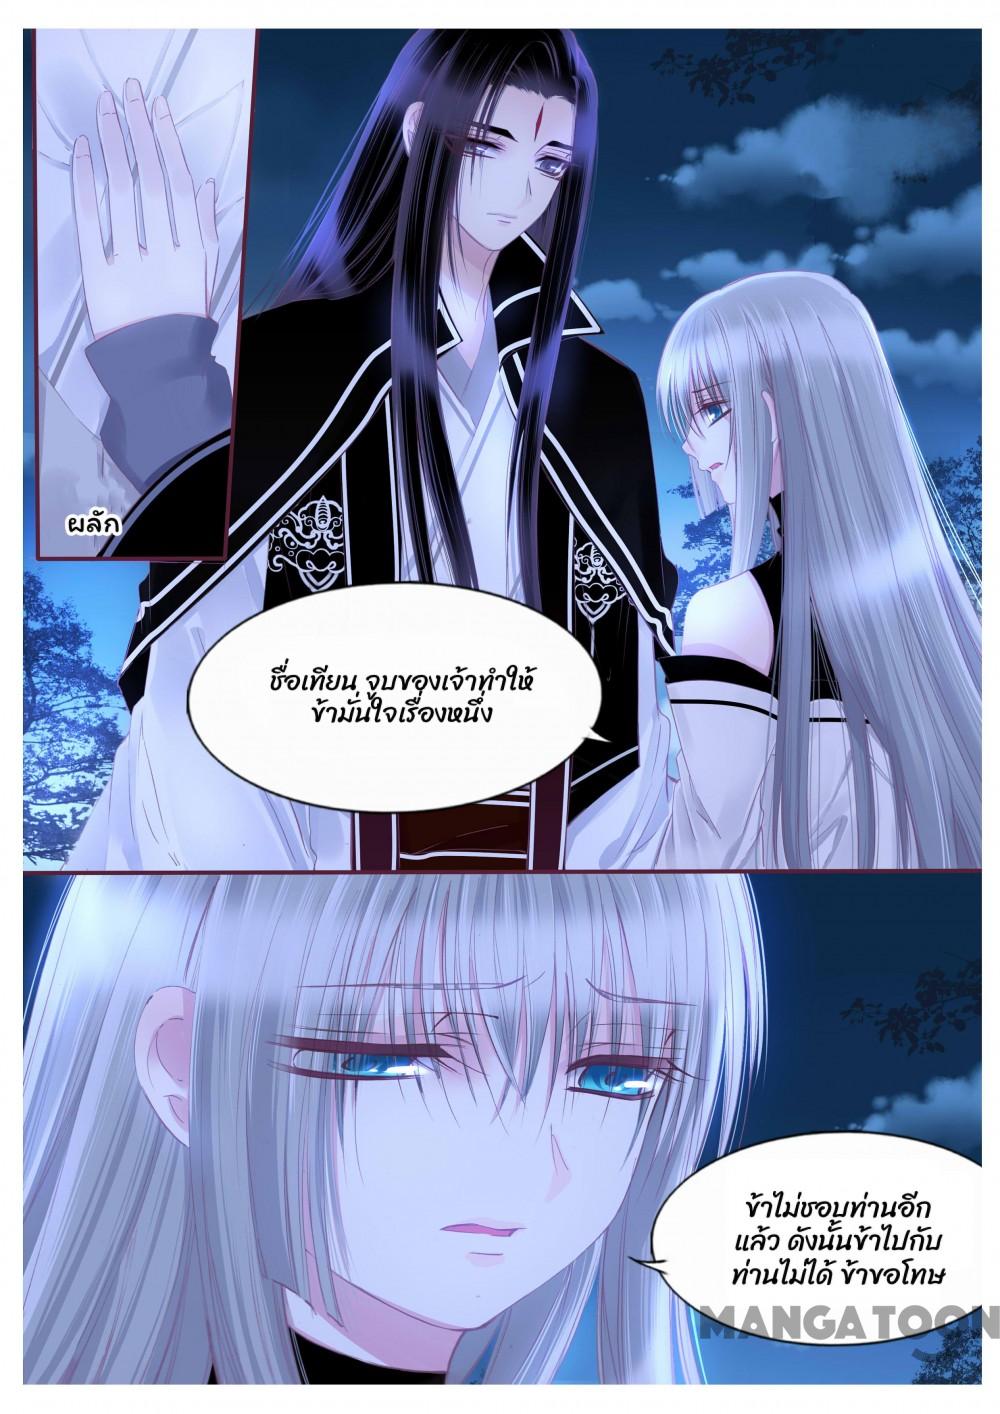 ผลัก
ชื่อเทียน จูบของเจ้าทำให้
ข้ามั่นใจเรื่องหนึ่ง
ข้าไม่ชอบท่านอีก
แล้ว ดังนั้นข้าไปกับ
ท่านไม่ได้ ข้าขอโทษ
MANGATOON